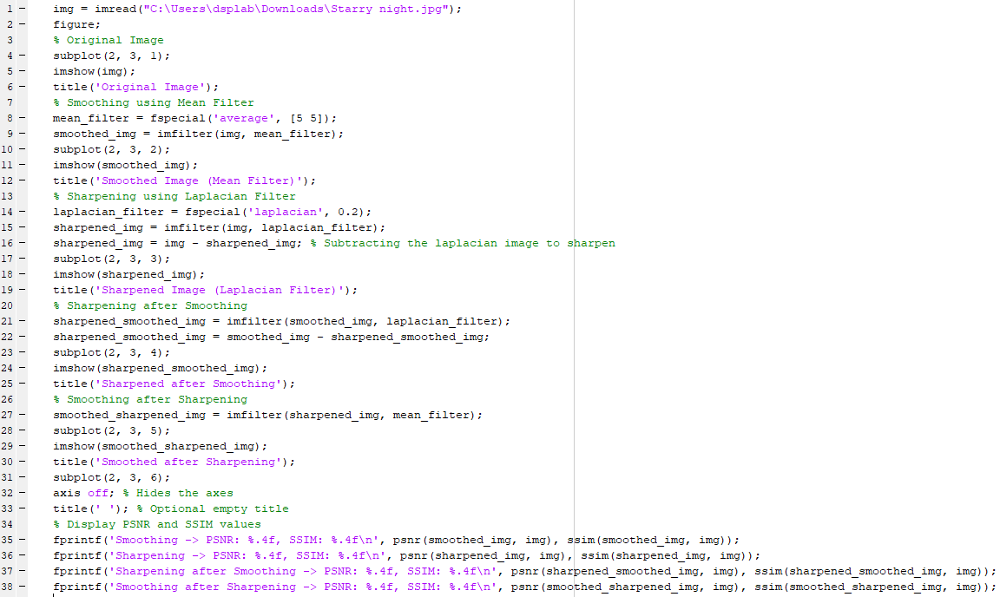 1 – img = imread("C:\Users\dsplab\Downloads\Starry night.jpg");
2 – figure;
3 % Original Image
4 – subplot(2, 3, 1);
5 – imshow(img);
6 – title('Original Image');
7 % Smoothing using Mean Filter
8 – mean_filter = fspecial('average', [5 5]);
9 – smoothed_img = imfilter(img, mean_filter);
10 – subplot(2, 3, 2);
11 – imshow(smoothed_img);
12 – title('Smoothed Image (Mean Filter)');
13 % Sharpening using Laplacian Filter
14 – laplacian_filter = fspecial('laplacian', 0.2);
15 – sharpened_img = imfilter(img, laplacian_filter);
16 – sharpened_img = img - sharpened_img; % Subtracting the laplacian image to sharpen
17 – subplot(2, 3, 3);
18 – imshow(sharpened_img);
19 – title('Sharpened Image (Laplacian Filter)');
20 % Sharpening after Smoothing
21 – sharpened_smoothed_img = imfilter(smoothed_img, laplacian_filter);
22 – sharpened_smoothed_img = smoothed_img - sharpened_smoothed_img;
23 – subplot(2, 3, 4);
24 – imshow(sharpened_smoothed_img);
25 – title('Sharpened after Smoothing');
26 % Smoothing after Sharpening
27 – smoothed_sharpened_img = imfilter(sharpened_img, mean_filter);
28 – subplot(2, 3, 5);
29 – imshow(smoothed_sharpened_img);
30 – title('Smoothed after Sharpening');
31 – subplot(2, 3, 6);
32 – axis off; % Hides the axes
33 – title(' '); % Optional empty title
34 % Display PSNR and SSIM values
35 – fprintf('Smoothing -> PSNR: %.4f, SSIM: %.4f\n', psnr(smoothed_img, img), ssim(smoothed_img, img));
36 – fprintf('Sharpening -> PSNR: %.4f, SSIM: %.4f\n', psnr(sharpened_img, img), ssim(sharpened_img, img));
37 – fprintf('Sharpening after Smoothing -> PSNR: %.4f, SSIM: %.4f\n', psnr(sharpened_smoothed_img, img), ssim(sharpened_smoothed_img, img));
38 – fprintf('Smoothing after Sharpening -> PSNR: %.4f, SSIM: %.4f\n', psnr(smoothed_sharpened_img, img), ssim(smoothed_sharpened_img, img));